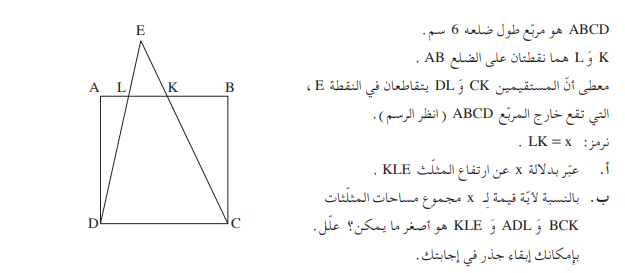 ABCD هو مربّع طول ضلعه 6 سم.
K وَ L هما نقطتان على الضلع AB .
معطى أنّ المستقيمين CK وَ DL يتقاطعان في النقطة E ،
التي تقع خارج المربّع ABCD (انظر الرسم).
نرمز: LK = x .
أ. عبّر بدلالة x عن ارتفاع المثلّث KLE .
ب. بالنسبة لأيّة قيمة لِـ x مجموع مساحات المثلّثات
BCK وَ ADL وَ KLE هو أصغر ما يمكن؟ علّل.
بإمكانك إبقاء جذر في إجابتك.
E
A L K B
D C